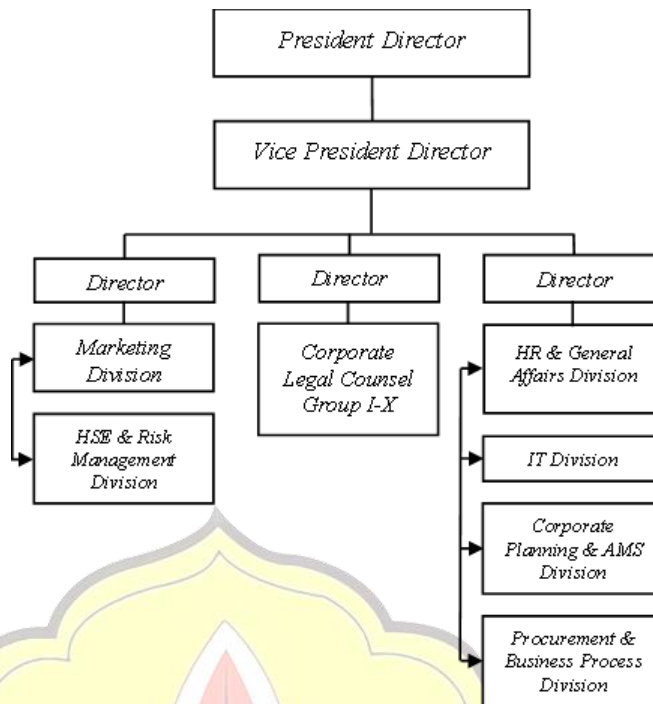 President Director
Vice President Director
Director
Director
Director
Marketing
Division
Corporate
Legal Counsel
Group I-X
HR & General
Affairs Division
HSE & Risk
Management
Division
IT Division
Corporate
Planning & AMS
Division
Procurement &
Business Process
Division